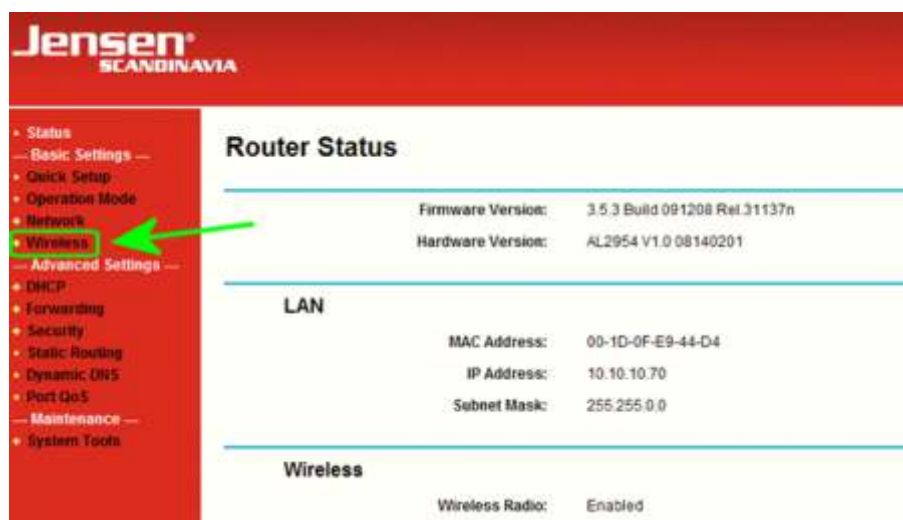 Jensen
SCANDINAVIA
Status
— Basic Settings —
Quick Setup
Operation Mode
Network
Wireless
— Advanced Settings —
DHCP
Forwarding
Security
Static Routing
Dynamic DNS
Port QoS
— Maintenance —
System Tools
Router Status
Firmware Version: 3.5.3 Build 091208 Rel.31137n
Hardware Version: AL2954 V1.0 08140201
LAN
MAC Address: 00-1D-0F-E9-44-D4
IP Address: 10.10.10.70
Subnet Mask: 255.255.0.0
Wireless
Wireless Radio: Enabled